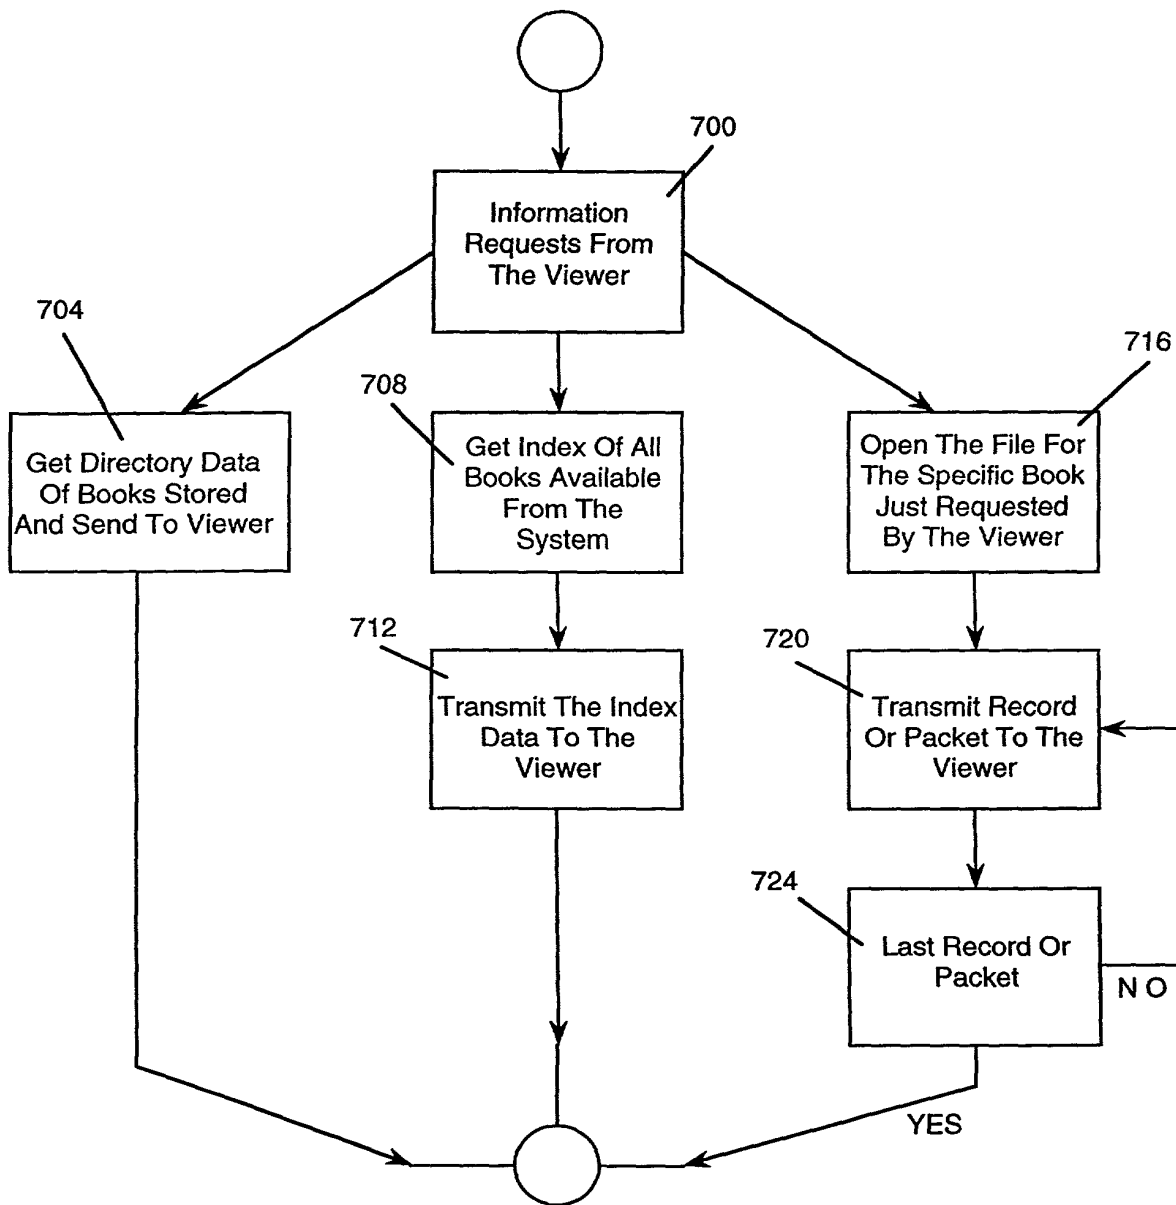 700
Information
Requests From
The Viewer
704
Get Directory Data
Of Books Stored
And Send To Viewer
708
Get Index Of All
Books Available
From The
System
716
Open The File For
The Specific Book
Just Requested
By The Viewer
712
Transmit The Index
Data To The
Viewer
720
Transmit Record
Or Packet To The
Viewer
724
Last Record Or
Packet
N O
YES